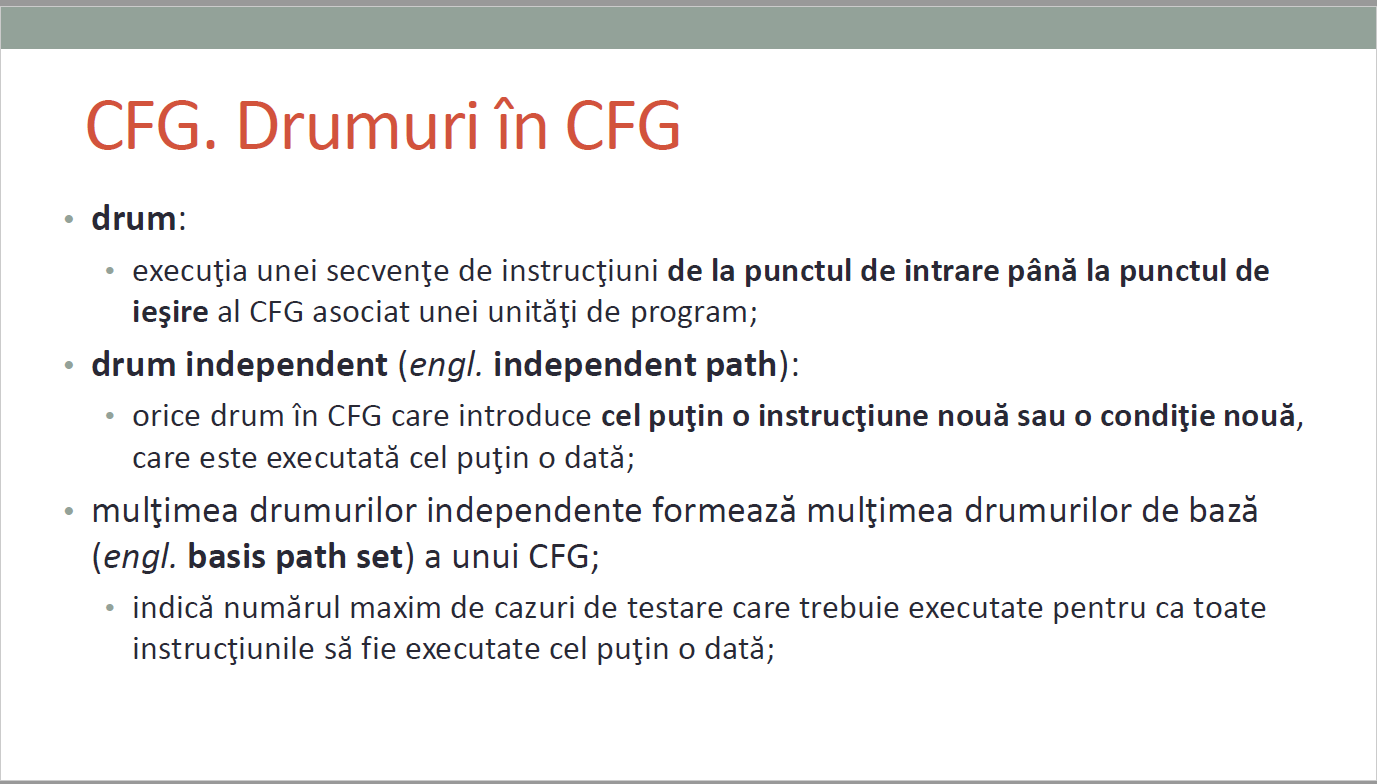 CFG. Drumuri în CFG
• drum:
• execuţia unei secvenţe de instrucţiuni de la punctul de intrare până la punctul de
ieşire al CFG asociat unei unităţi de program;
• drum independent (engl. independent path):
• orice drum în CFG care introduce cel puţin o instrucţiune nouă sau o condiţie nouă,
care este executată cel puţin o dată;
• mulţimea drumurilor independente formează mulţimea drumurilor de bază
(engl. basis path set) a unui CFG;
• indică numărul maxim de cazuri de testare care trebuie executate pentru ca toate
instrucţiunile să fie executate cel puţin o dată;